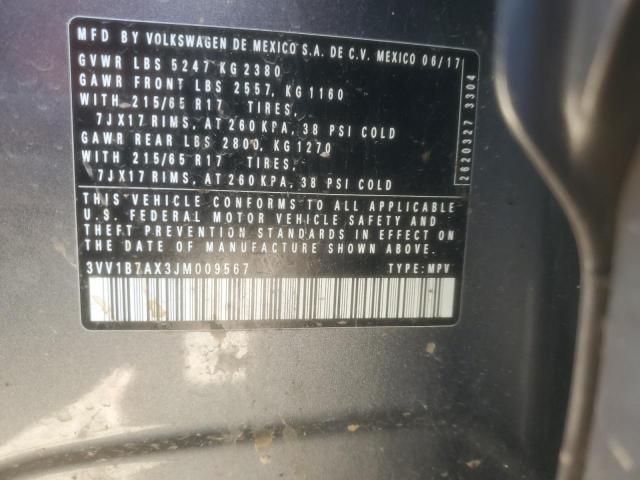 MFD BY VOLKSWAGEN DE MEXICO S.A. DE C.V. MEXICO 06/17
GVWR LBS 5247 KG 2380
GAWR FRONT LBS 2557, KG 1160
WITH 215/65 R17 TIRES,
7JX17 RIMS, AT 260 KPA, 38 PSI COLD
GAWR REAR LBS 2800, KG 1270
WITH 215/65 R17 TIRES,
7JX17 RIMS, AT 260 KPA, 38 PSI COLD
2620327 3304
THIS VEHICLE CONFORMS TO ALL APPLICABLE
U.S. FEDERAL MOTOR VEHICLE SAFETY AND
THEFT PREVENTION STANDARDS IN EFFECT ON
THE DATE OF MANUFACTURE SHOWN ABOVE.
3VV1B7AX3JM009567 TYPE: MPV